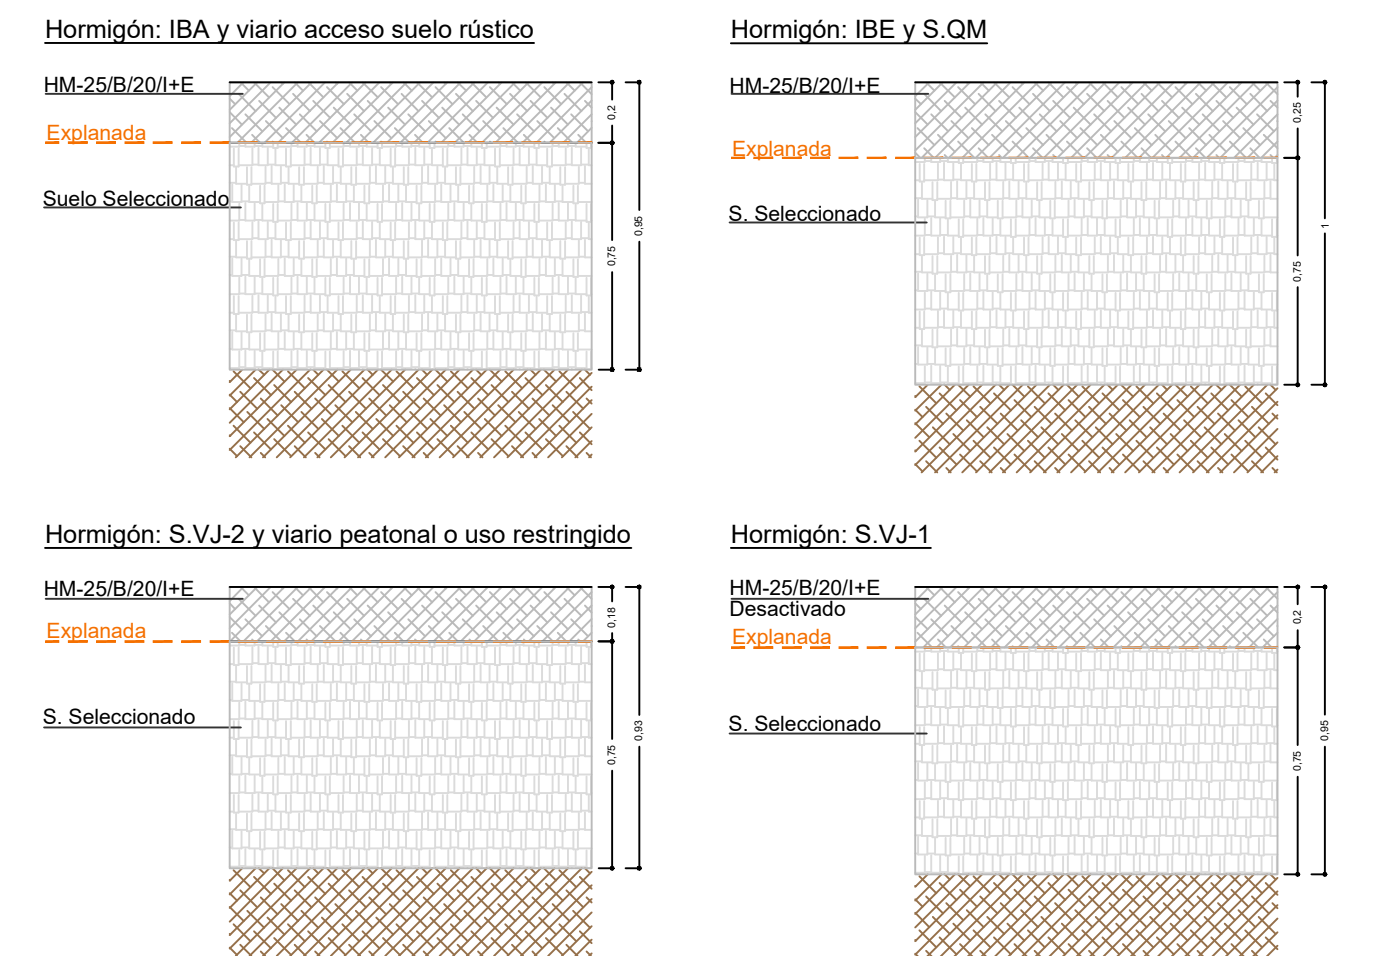 Hormigón: IBA y viario acceso suelo rústico
HM-25/B/20/I+E
Explanada
Suelo Seleccionado
0,2
0,75
0,95
Hormigón: IBE y S.QM
HM-25/B/20/I+E
Explanada
S. Seleccionado
0,25
0,75
1
Hormigón: S.VJ-2 y viario peatonal o uso restringido
HM-25/B/20/I+E
Explanada
S. Seleccionado
0,18
0,75
0,93
Hormigón: S.VJ-1
HM-25/B/20/I+E
Desactivado
Explanada
S. Seleccionado
0,2
0,75
0,95